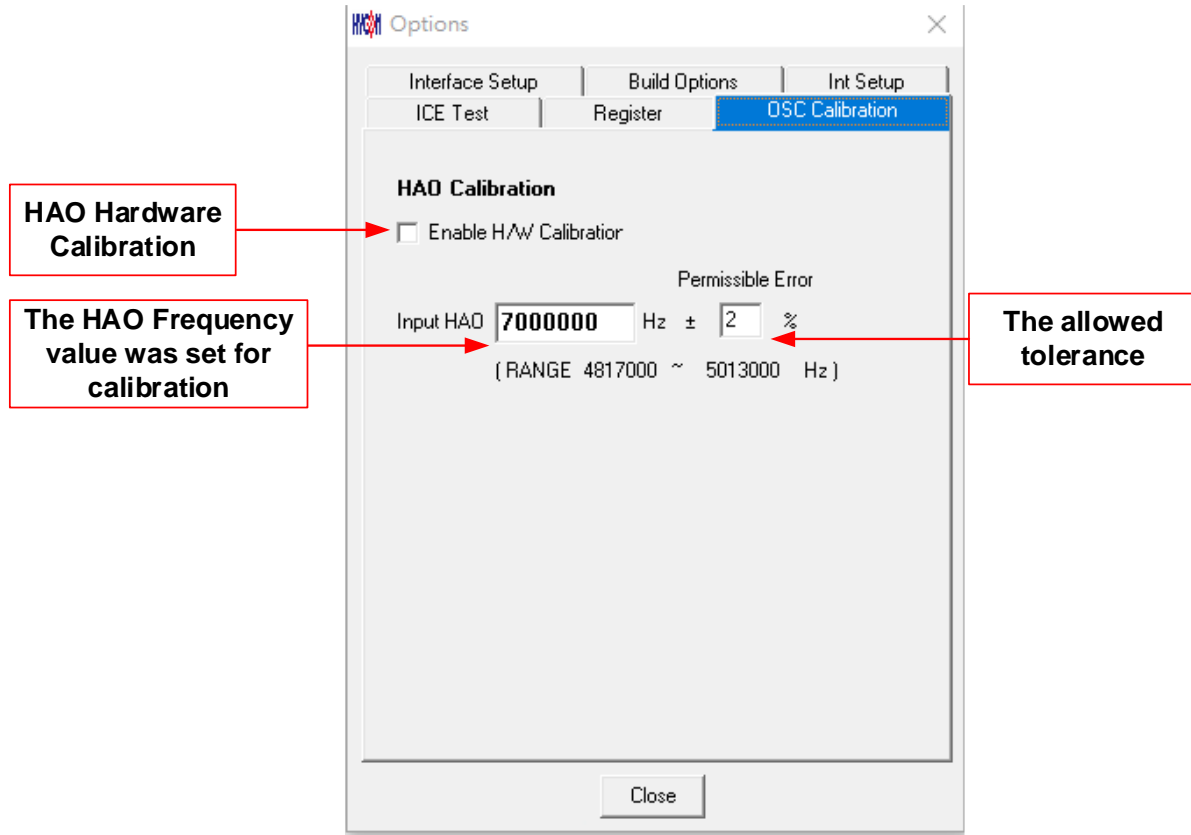 HYCON Options
Interface Setup Build Options Int Setup
ICE Test Register OSC Calibration
HAO Calibration
HAO Hardware
Calibration
Enable H/W Calibration
Permissible Error
The HAO Frequency
value was set for
calibration
Input HAO 7000000 Hz ± 2 %
(RANGE 4817000 ~ 5013000 Hz)
The allowed
tolerance
Close